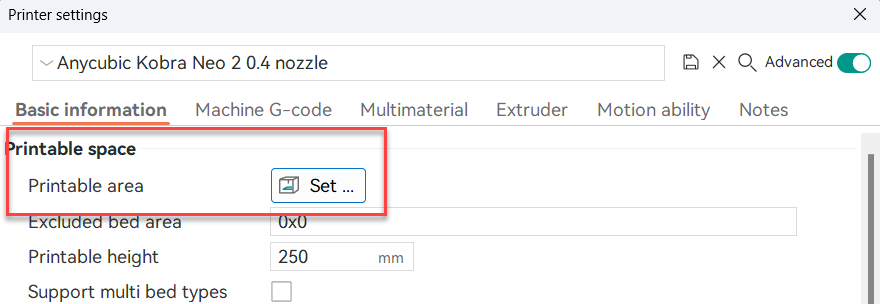 Printer settings
Anycubic Kobra Neo 2 0.4 nozzle
Advanced
Basic information Machine G-code Multimaterial Extruder Motion ability Notes
Printable space
Printable area Set ...
Excluded bed area 0x0
Printable height 250 mm
Support multi bed types